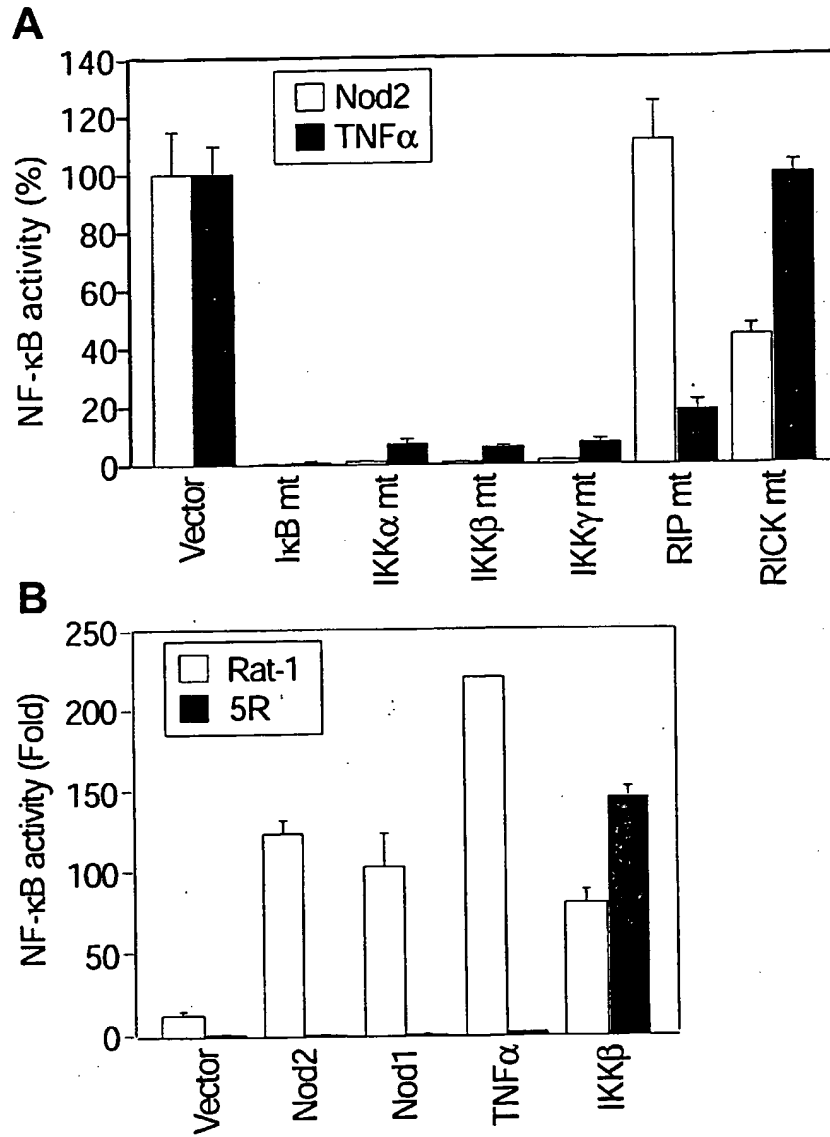 A
NF-κB activity (%)
140
120
100
80
60
40
20
0
Nod2
TNFα
Vector
IκB mt
IKKα mt
IKKβ mt
IKKγ mt
RIP mt
RICK mt
B
NF-κB activity (Fold)
250
200
150
100
50
0
Rat-1
5R
Vector
Nod2
Nod1
TNFα
IKKβ